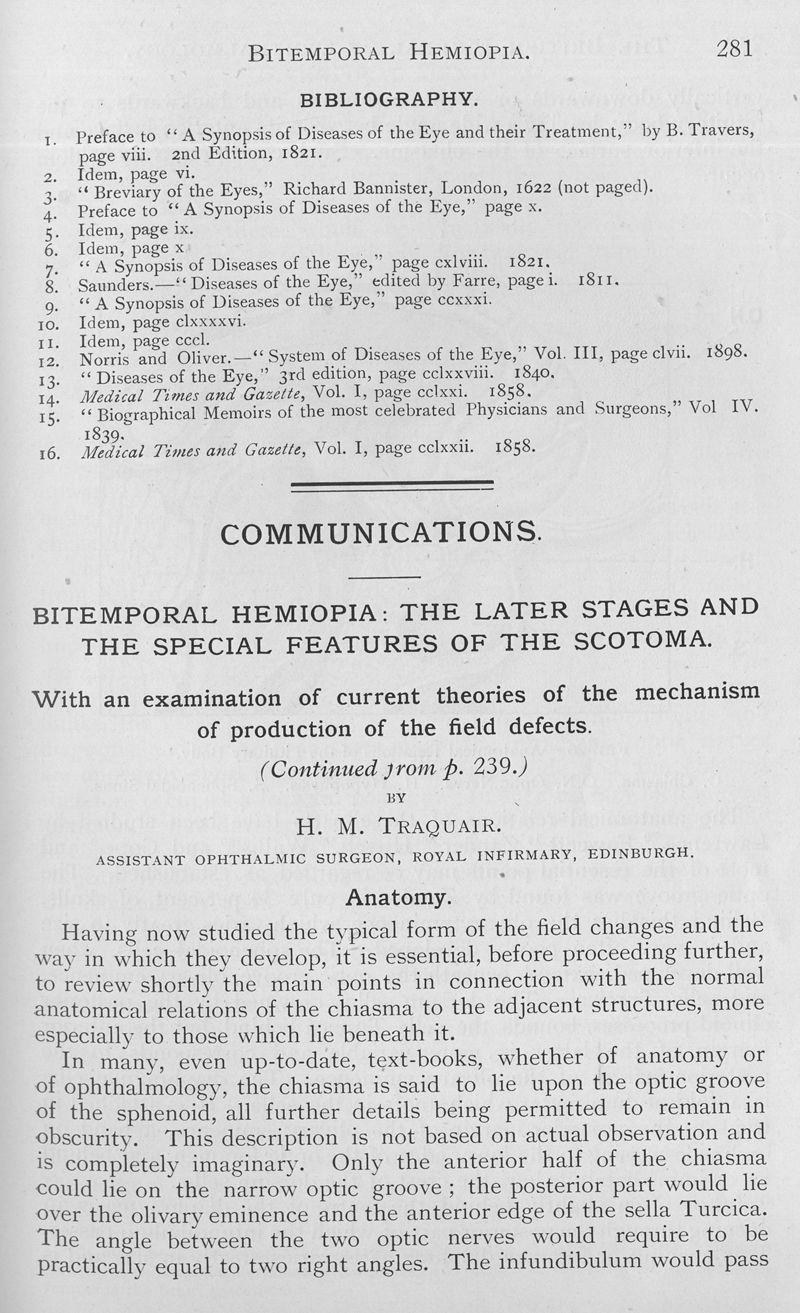 BITEMPORAL HEMIOPIA. 281
BIBLIOGRAPHY.
1. Preface to “A Synopsis of Diseases of the Eye and their Treatment,” by B. Travers,
page viii. 2nd Edition, 1821.
2. Idem, page vi.
3. “Breviary of the Eyes,” Richard Bannister, London, 1622 (not paged).
4. Preface to “A Synopsis of Diseases of the Eye,” page x.
5. Idem, page ix.
6. Idem, page x
7. “A Synopsis of Diseases of the Eye,” page cxlviii. 1821.
8. Saunders.—“Diseases of the Eye,” edited by Farre, page i. 1811.
9. “A Synopsis of Diseases of the Eye,” page ccxxxi.
10. Idem, page clxxxxvi.
11. Idem, page cccl.
12. Norris and Oliver.—“System of Diseases of the Eye,” Vol. III, page clvii. 1898.
13. “Diseases of the Eye,” 3rd edition, page cclxxviii. 1840.
14. Medical Times and Gazette, Vol. I, page cclxxi. 1858.
15. “Biographical Memoirs of the most celebrated Physicians and Surgeons,” Vol IV.
1839.
16. Medical Times and Gazette, Vol. I, page cclxxii. 1858.
COMMUNICATIONS.
BITEMPORAL HEMIOPIA: THE LATER STAGES AND
THE SPECIAL FEATURES OF THE SCOTOMA.
With an examination of current theories of the mechanism
of production of the field defects.
(Continued from p. 239.)
BY
H. M. TRAQUAIR.
ASSISTANT OPHTHALMIC SURGEON, ROYAL INFIRMARY, EDINBURGH.
Anatomy.
Having now studied the typical form of the field changes and the
way in which they develop, it is essential, before proceeding further,
to review shortly the main points in connection with the normal
anatomical relations of the chiasma to the adjacent structures, more
especially to those which lie beneath it.
In many, even up-to-date, text-books, whether of anatomy or
of ophthalmology, the chiasma is said to lie upon the optic groove
of the sphenoid, all further details being permitted to remain in
obscurity. This description is not based on actual observation and
is completely imaginary. Only the anterior half of the chiasma
could lie on the narrow optic groove ; the posterior part would lie
over the olivary eminence and the anterior edge of the sella Turcica.
The angle between the two optic nerves would require to be
practically equal to two right angles. The infundibulum would pass